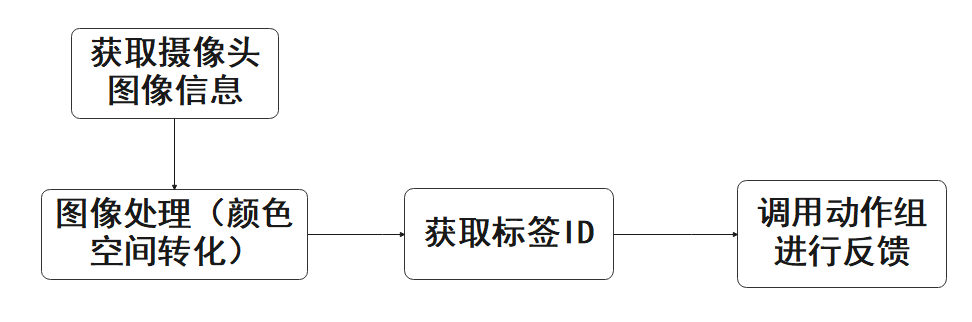 获取摄像头
图像信息
图像处理（颜色
空间转化）
获取标签ID
调用动作组
进行反馈